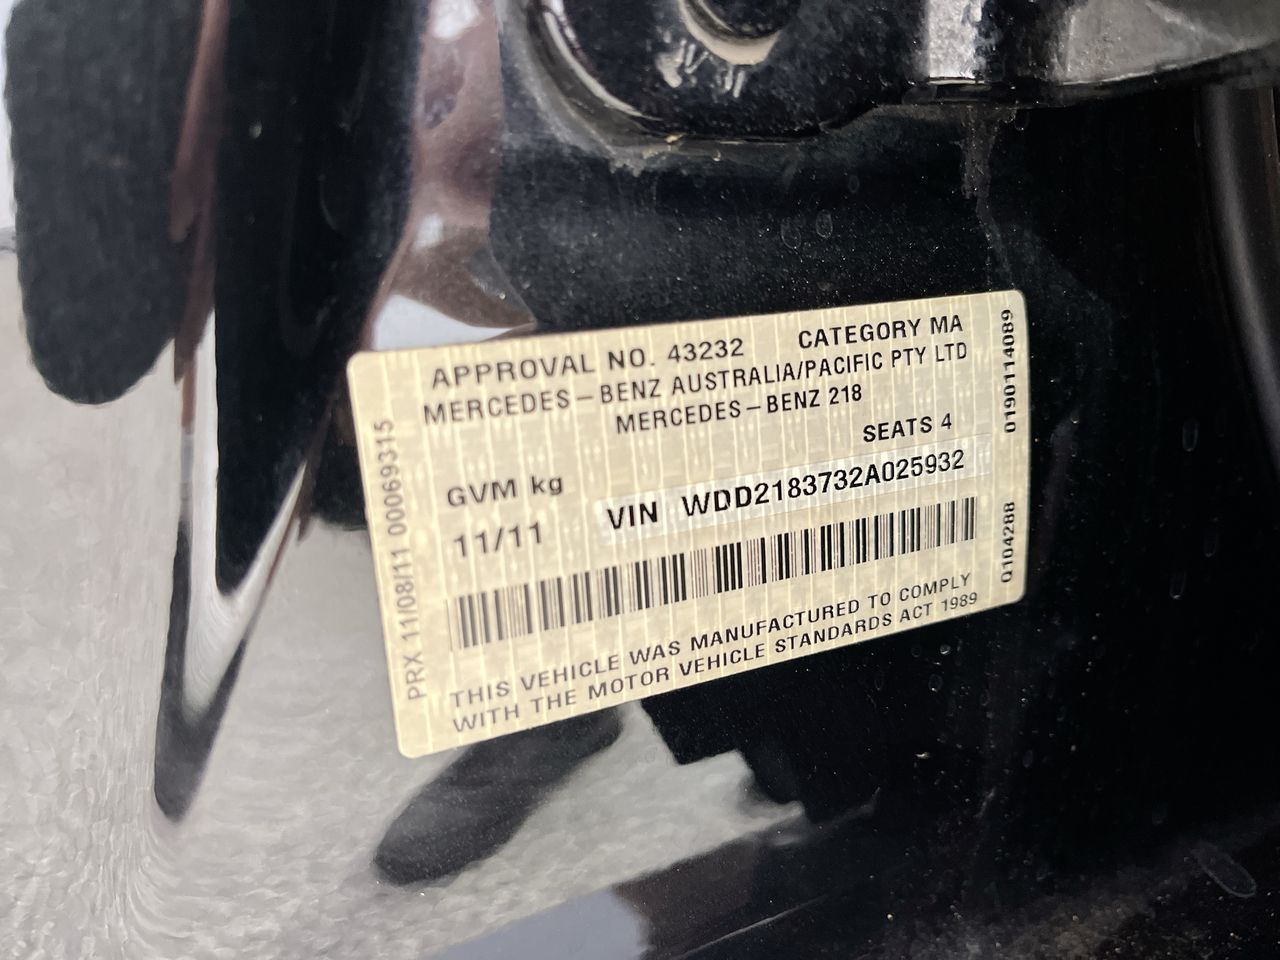 APPROVAL NO. 43232 CATEGORY MA
MERCEDES-BENZ AUSTRALIA/PACIFIC PTY LTD
MERCEDES-BENZ 218
SEATS 4
GVM kg
VIN WDD2183732A025932
11/11
THIS VEHICLE WAS MANUFACTURED TO COMPLY
WITH THE MOTOR VEHICLE STANDARDS ACT 1989
PRX 11/08/11 00069315
0190114089
Q104288